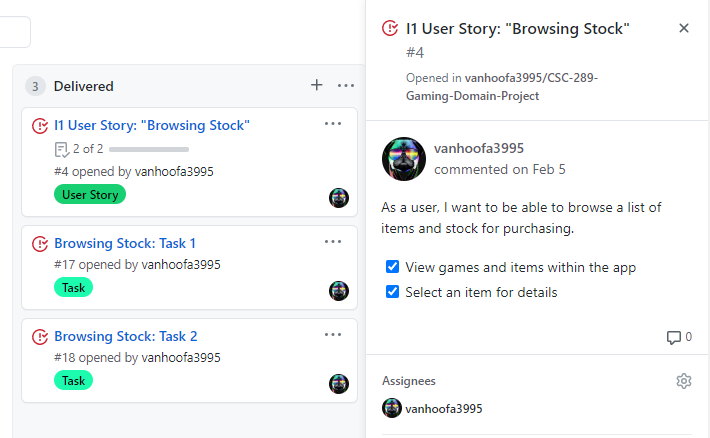 3 Delivered
I1 User Story: "Browsing Stock"
2 of 2
#4 opened by vanhoofa3995
User Story
Browsing Stock: Task 1
#17 opened by vanhoofa3995
Task
Browsing Stock: Task 2
#18 opened by vanhoofa3995
Task
I1 User Story: "Browsing Stock"
#4
Opened in vanhoofa3995/CSC-289-
Gaming-Domain-Project
vanhoofa3995
commented on Feb 5
As a user, I want to be able to browse a list of
items and stock for purchasing.
View games and items within the app
Select an item for details
0
Assignees
vanhoofa3995